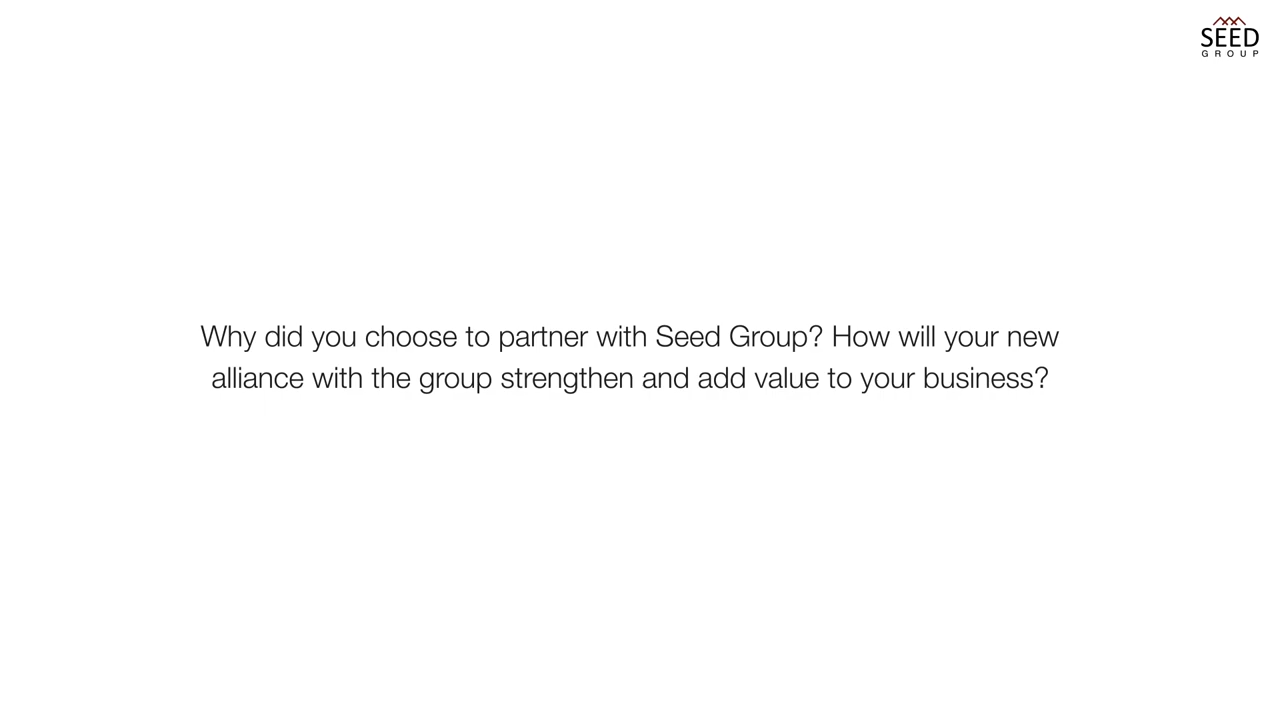 SEED
GROUP
Why did you choose to partner with Seed Group? How will your new
alliance with the group strengthen and add value to your business?